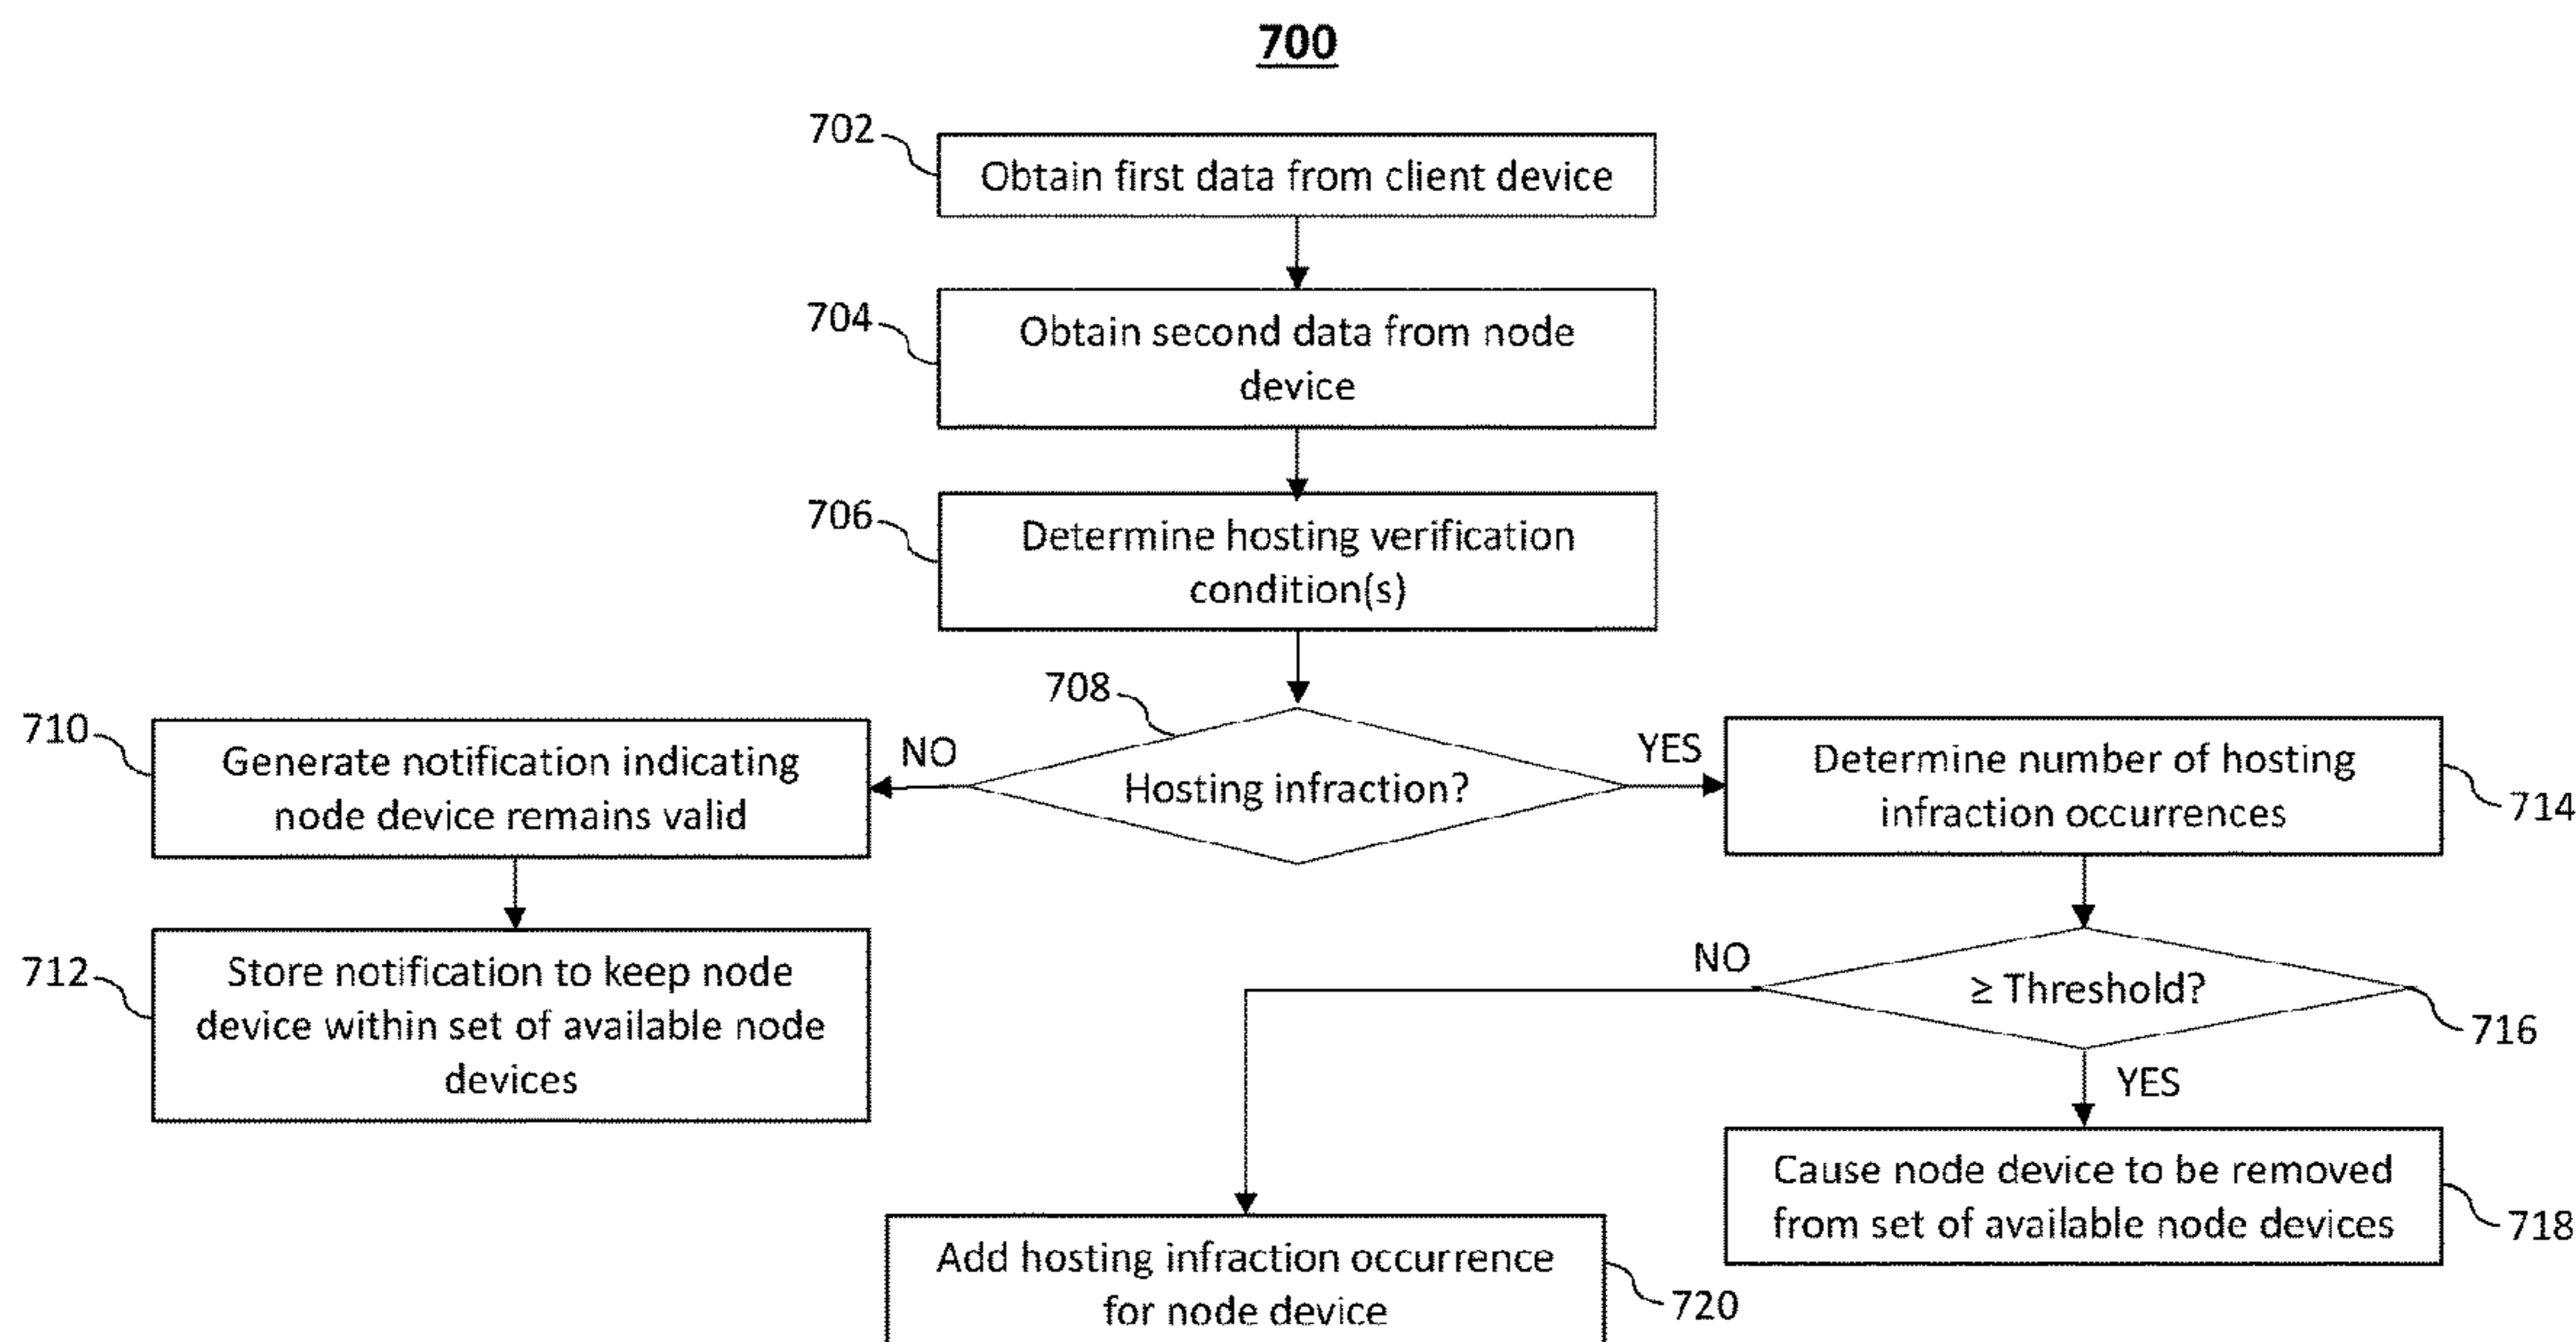 700
702
Obtain first data from client device
704
Obtain second data from node
device
706
Determine hosting verification
condition(s)
708
Hosting infraction?
NO
YES
710
Generate notification indicating
node device remains valid
712
Store notification to keep node
device within set of available node
devices
714
Determine number of hosting
infraction occurrences
716
≥ Threshold?
NO
YES
718
Cause node device to be removed
from set of available node devices
720
Add hosting infraction occurrence
for node device